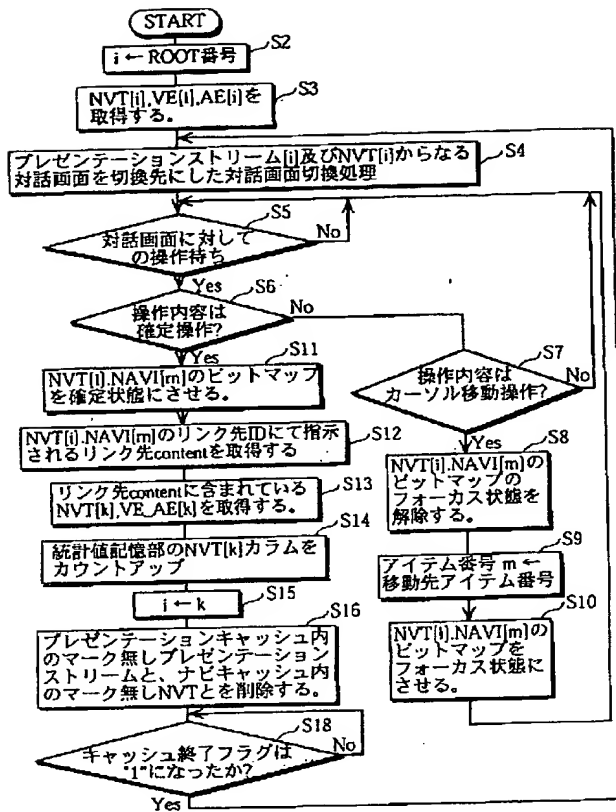 START
S2
i ← ROOT番号
S3
NVT[i],VE[i],AE[i]を
取得する。
S4
プレゼンテーションストリーム[i]及びNVT[i]からなる
対話画面を切換先にした対話画面切換処理
S5
対話画面に対して
の操作待ち
No
Yes
S6
操作内容は
確定操作?
No
Yes
S11
NVT[i].NAVI[m]のビットマップ
を確定状態にさせる。
S12
NVT[i].NAVI[m]のリンク先IDにて指示
されるリンク先contentを取得する
S13
リンク先contentに含まれている
NVT[k],VE_AE[k]を取得する。
S14
統計値記憶部のNVT[k]カラムを
カウントアップ
S15
i ← k
S16
プレゼンテーションキャッシュ内
のマーク無しプレゼンテーション
ストリームと、ナビキャッシュ内
のマーク無しNVTとを削除する。
S18
キャッシュ終了フラグは
"1"になったか?
No
Yes
S7
操作内容は
カーソル移動操作?
No
Yes
S8
NVT[i].NAVI[m]の
ビットマップの
フォーカス状態を
解除する。
S9
アイテム番号 m ←
移動先アイテム番号
S10
NVT[i].NAVI[m]の
ビットマップを
フォーカス状態に
させる。